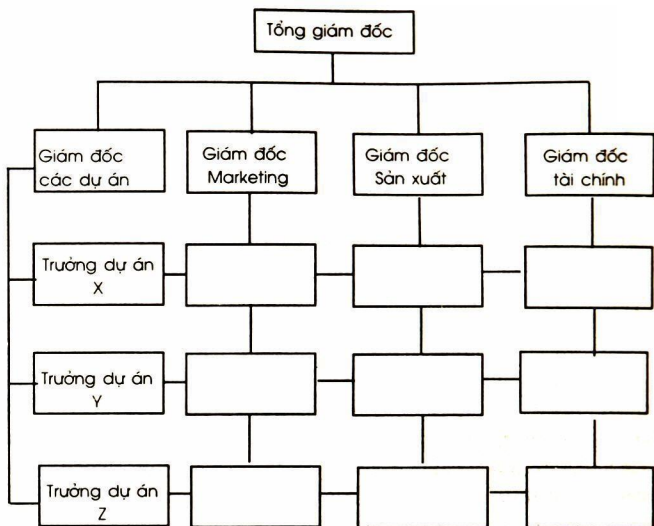 Tổng giám đốc
Giám đốc
các dự án
Giám đốc
Marketing
Giám đốc
Sản xuất
Giám đốc
tài chính
Trưởng dự án
X
Trưởng dự án
Y
Trưởng dự án
Z